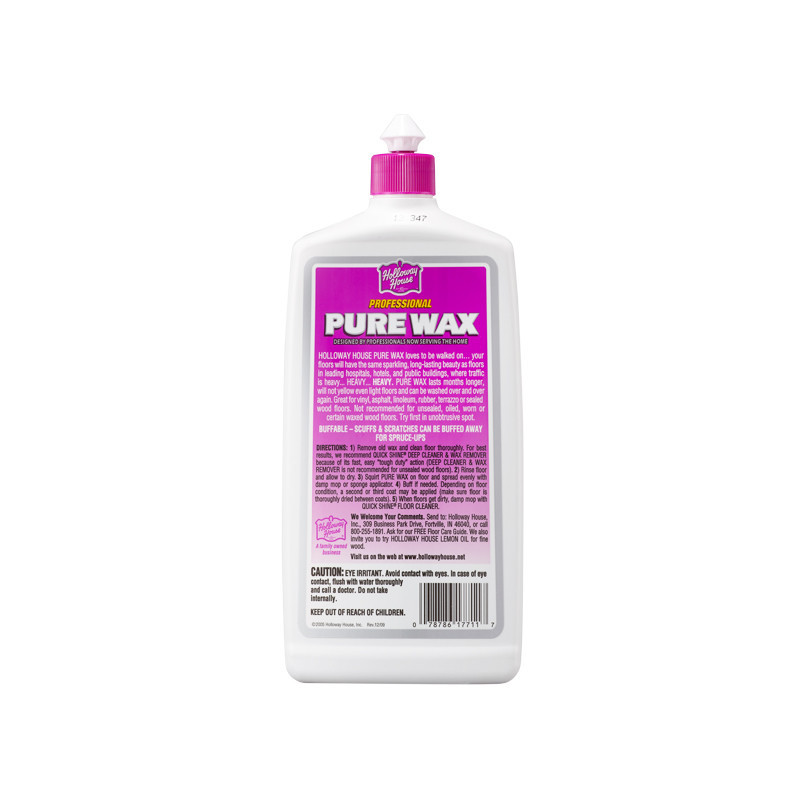 347
Holloway
House
PROFESSIONAL
PURE WAX
DESIGNED BY PROFESSIONALS NOW SERVING THE HOME
HOLLOWAY HOUSE PURE WAX loves to be walked on... your
floors will have the same sparkling, long-lasting beauty as floors
in leading hospitals, hotels, and public buildings, where traffic
is heavy... HEAVY... HEAVY. PURE WAX lasts months longer,
will not yellow even light floors and can be washed over and over
again. Great for vinyl, asphalt, linoleum, rubber, terrazzo or sealed
wood floors. Not recommended for unsealed, oiled, worn or
certain waxed wood floors. Try first in unobtrusive spot.
BUFFABLE – SCUFFS & SCRATCHES CAN BE BUFFED AWAY
FOR SPRUCE-UPS
DIRECTIONS: 1) Remove old wax and clean floor thoroughly. For best
results, we recommend QUICK SHINE® DEEP CLEANER & WAX REMOVER
because of its fast, easy "tough duty" action (DEEP CLEANER & WAX
REMOVER is not recommended for unsealed wood floors). 2) Rinse floor
and allow to dry. 3) Squirt PURE WAX on floor and spread evenly with
damp mop or sponge applicator. 4) Buff if needed. Depending on floor
condition, a second or third coat may be applied (make sure floor is
thoroughly dried between coats). 5) When floors get dirty, damp mop with
QUICK SHINE® FLOOR CLEANER.
Holloway
House
A family owned
business
We Welcome Your Comments. Send to: Holloway House,
Inc., 309 Business Park Drive, Fortville, IN 46040, or call
800-255-1891. Ask for our FREE Floor Care Guide. We also
invite you to try HOLLOWAY HOUSE LEMON OIL for fine
wood.
Visit us on the web at www.hollowayhouse.net
CAUTION: EYE IRRITANT. Avoid contact with eyes. In case of eye
contact, flush with water thoroughly
and call a doctor. Do not take
internally.
KEEP OUT OF REACH OF CHILDREN.
©2009 Holloway House, Inc. Rev.12/09
0 78786 17711 7